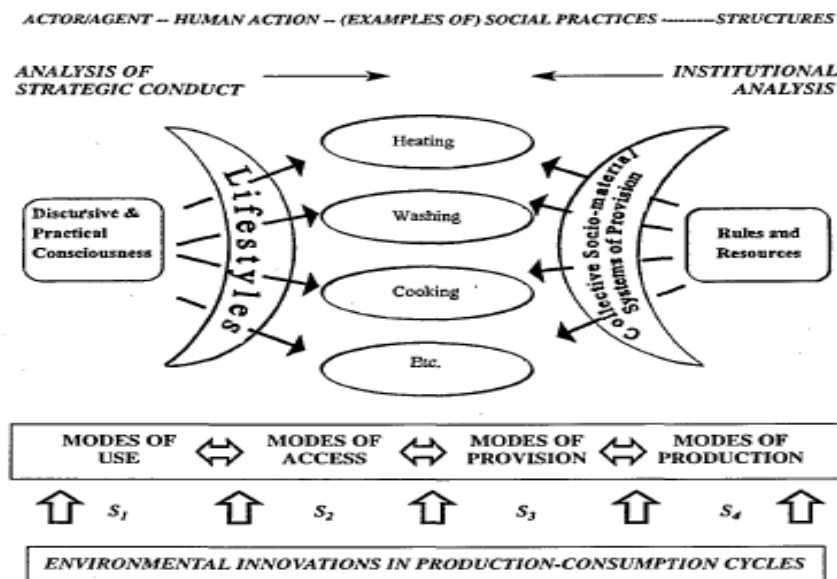 ACTOR/AGENT -- HUMAN ACTION -- (EXAMPLES OF) SOCIAL PRACTICES --------STRUCTURES
ANALYSIS OF
STRATEGIC CONDUCT
INSTITUTIONAL
ANALYSIS
Heating
Washing
Cooking
Etc.
Discursive &
Practical
Consciousness
Lifestyles
Collective Socio-material
Systems of Provision
Rules and
Resources
MODES OF
USE
MODES OF
ACCESS
MODES OF
PROVISION
MODES OF
PRODUCTION
S1
S2
S3
S4
ENVIRONMENTAL INNOVATIONS IN PRODUCTION-CONSUMPTION CYCLES